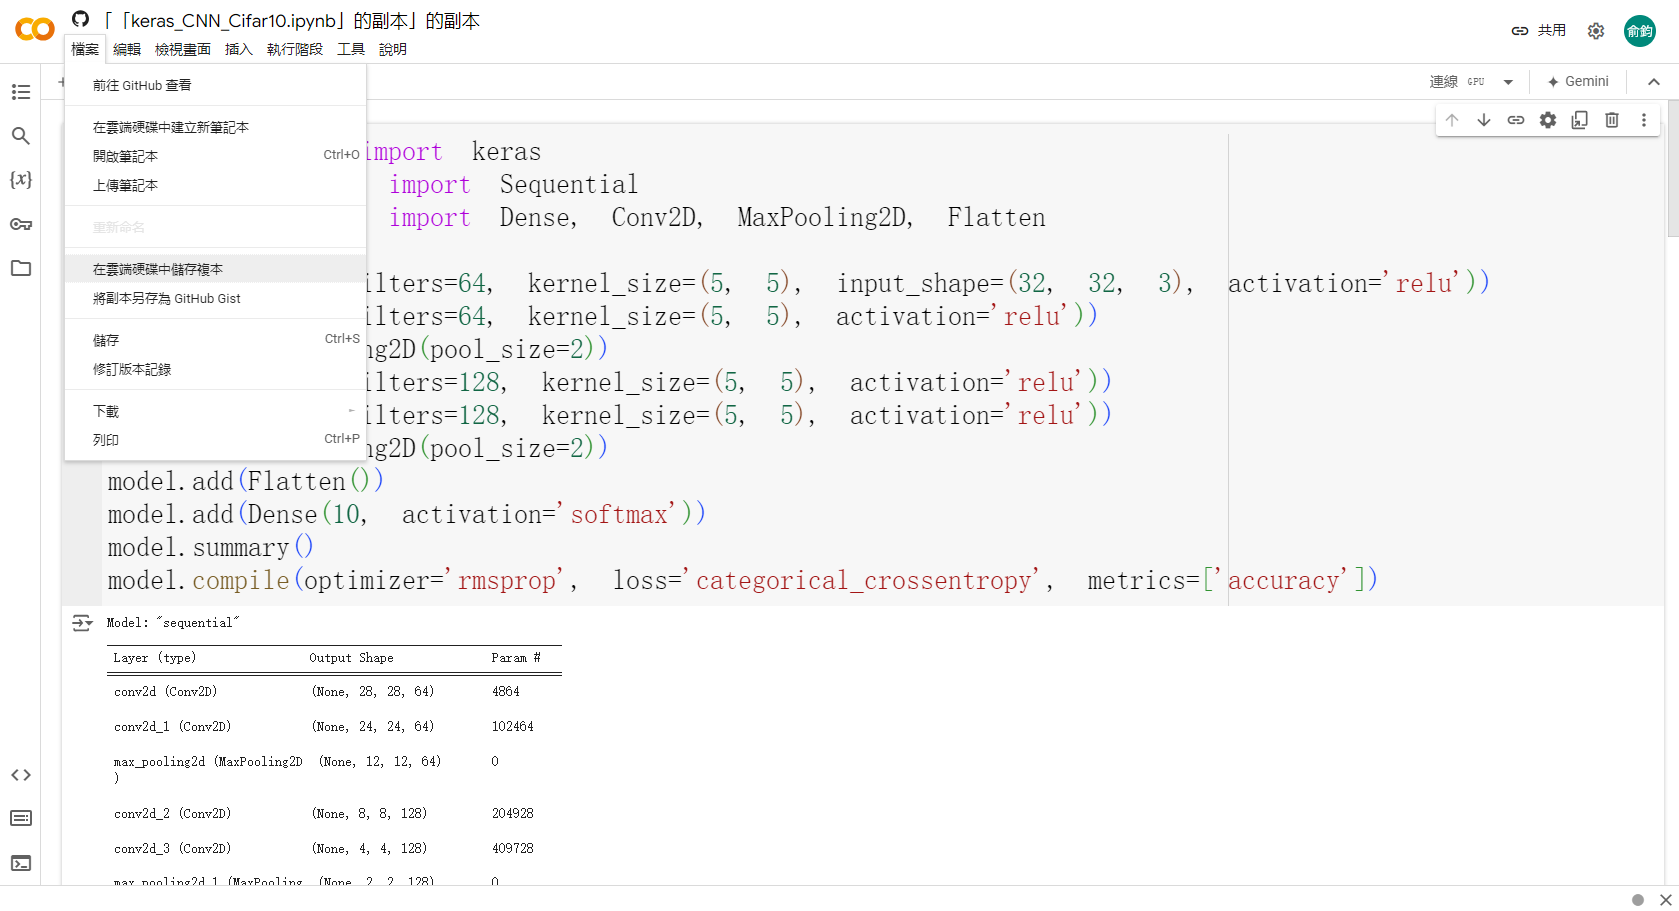 「「keras_CNN_Cifar10.ipynb」的副本」的副本
檔案 編輯 檢視畫面 插入 執行階段 工具 說明
共用
俞鈞
前往 GitHub 查看
在雲端硬碟中建立新筆記本
開啟筆記本 Ctrl+O
上傳筆記本
重新命名
在雲端硬碟中儲存複本
將副本另存為 GitHub Gist
儲存 Ctrl+S
修訂版本記錄
下載
列印 Ctrl+P
連線 GPU
Gemini
import keras
import Sequential
import Dense, Conv2D, MaxPooling2D, Flatten
ilters=64, kernel_size=(5, 5), input_shape=(32, 32, 3), activation='relu'))
ilters=64, kernel_size=(5, 5), activation='relu'))
ng2D(pool_size=2))
ilters=128, kernel_size=(5, 5), activation='relu'))
ilters=128, kernel_size=(5, 5), activation='relu'))
ng2D(pool_size=2))
model.add(Flatten())
model.add(Dense(10, activation='softmax'))
model.summary()
model.compile(optimizer='rmsprop', loss='categorical_crossentropy', metrics=['accuracy'])
Model: "sequential"
Layer (type) Output Shape Param #
conv2d (Conv2D) (None, 28, 28, 64) 4864
conv2d_1 (Conv2D) (None, 24, 24, 64) 102464
max_pooling2d (MaxPooling2D (None, 12, 12, 64) 0
)
conv2d_2 (Conv2D) (None, 8, 8, 128) 204928
conv2d_3 (Conv2D) (None, 4, 4, 128) 409728
max_pooling2d_1 (MaxPooling (None, 2, 2, 128) 0